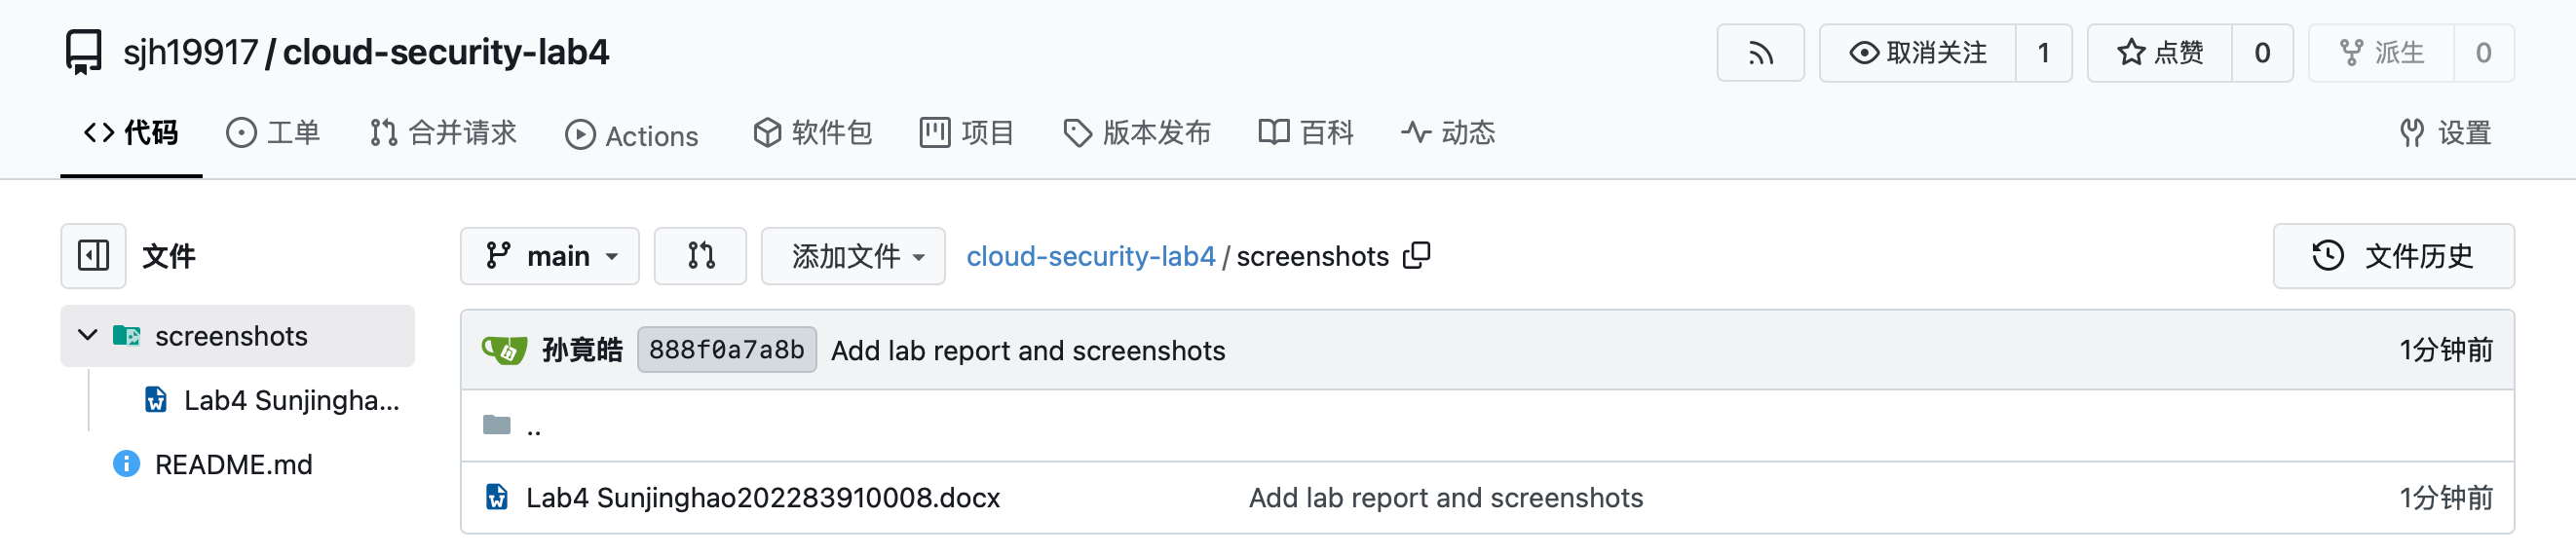 sjh19917/cloud-security-lab4
取消关注 1
点赞 0
派生 0
代码 工单 合并请求 Actions 软件包 项目 版本发布 百科 动态 设置
文件
main 添加文件 cloud-security-lab4/screenshots 文件历史
screenshots
Lab4 Sunjingha...
README.md
孙竟皓 888f0a7a8b Add lab report and screenshots 1分钟前
..
Lab4 Sunjinghao202283910008.docx Add lab report and screenshots 1分钟前